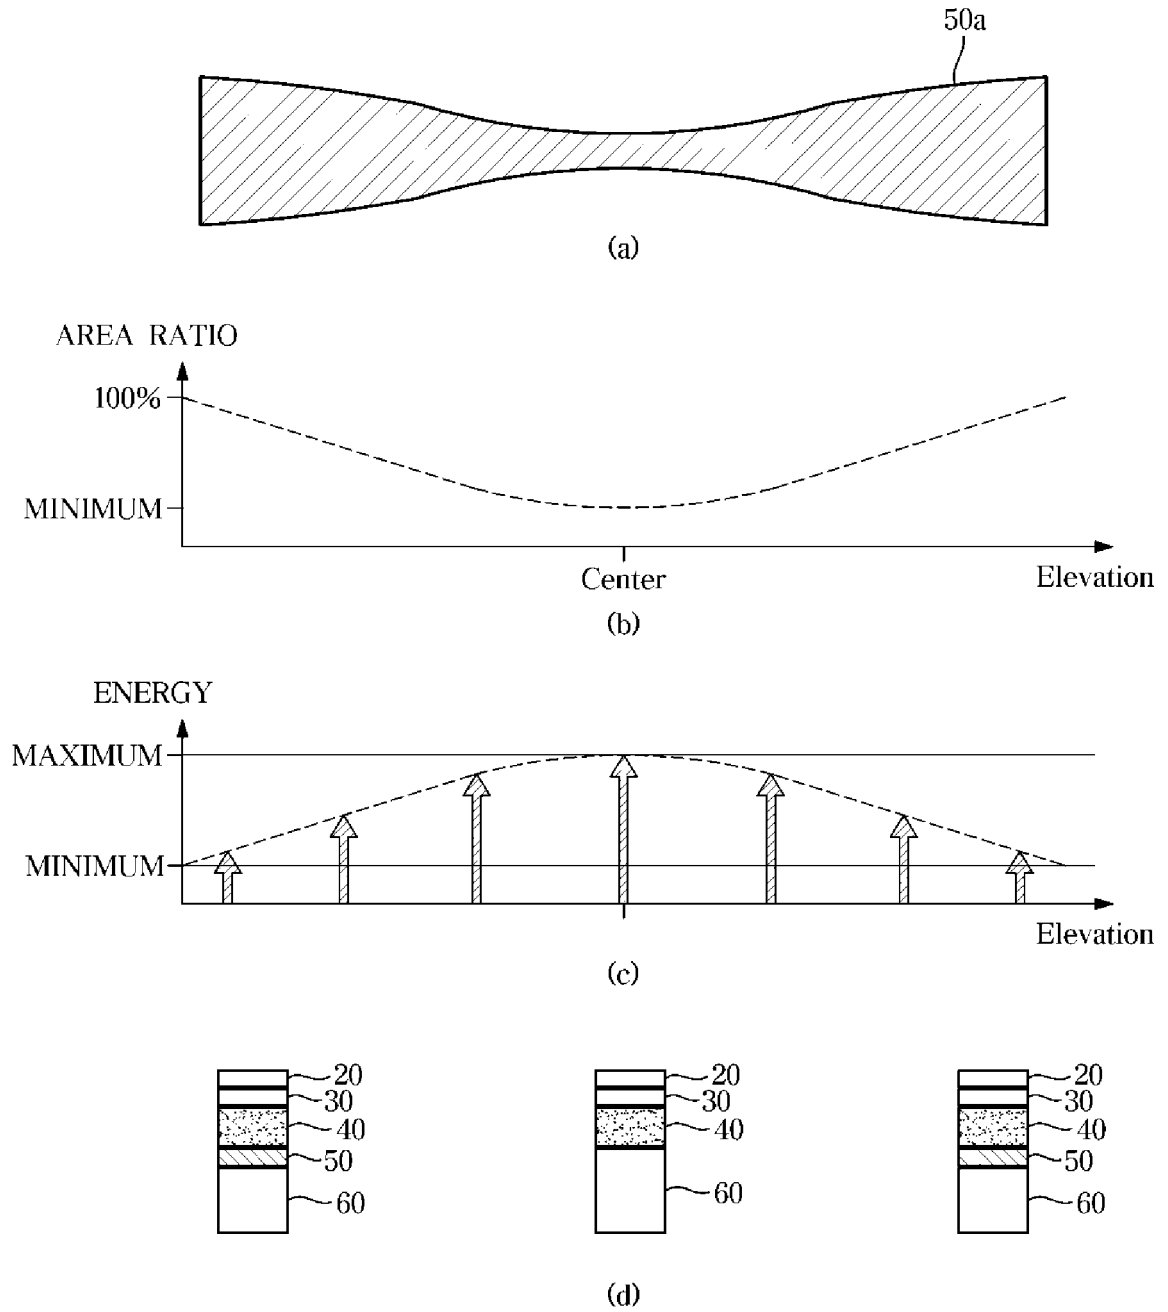 50a
(a)
AREA RATIO
100%
MINIMUM
Center
Elevation
(b)
ENERGY
MAXIMUM
MINIMUM
Elevation
(c)
20 20 20
30 30 30
40 40 40
50 50
60 60 60
(d)